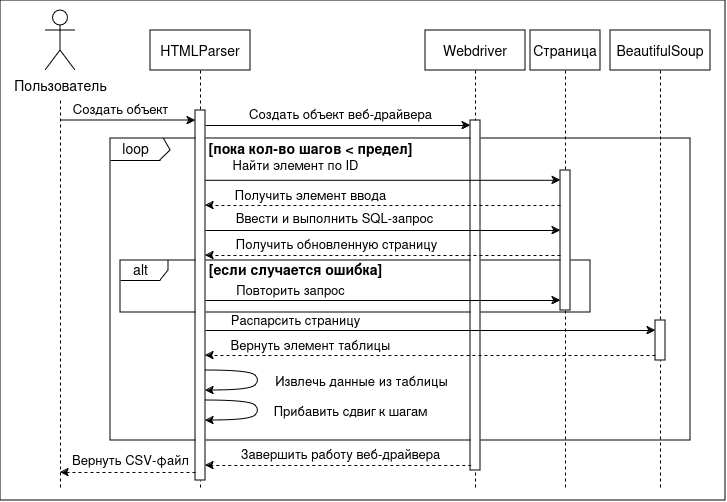 HTMLParser
Webdriver
Страница
BeautifulSoup
Пользователь
Создать объект
Создать объект веб-драйвера
loop
[пока кол-во шагов < предел]
Найти элемент по ID
Получить элемент ввода
Ввести и выполнить SQL-запрос
Получить обновленную страницу
alt
[если случается ошибка]
Повторить запрос
Распарсить страницу
Вернуть элемент таблицы
Извлечь данные из таблицы
Прибавить сдвиг к шагам
Завершить работу веб-драйвера
Вернуть CSV-файл